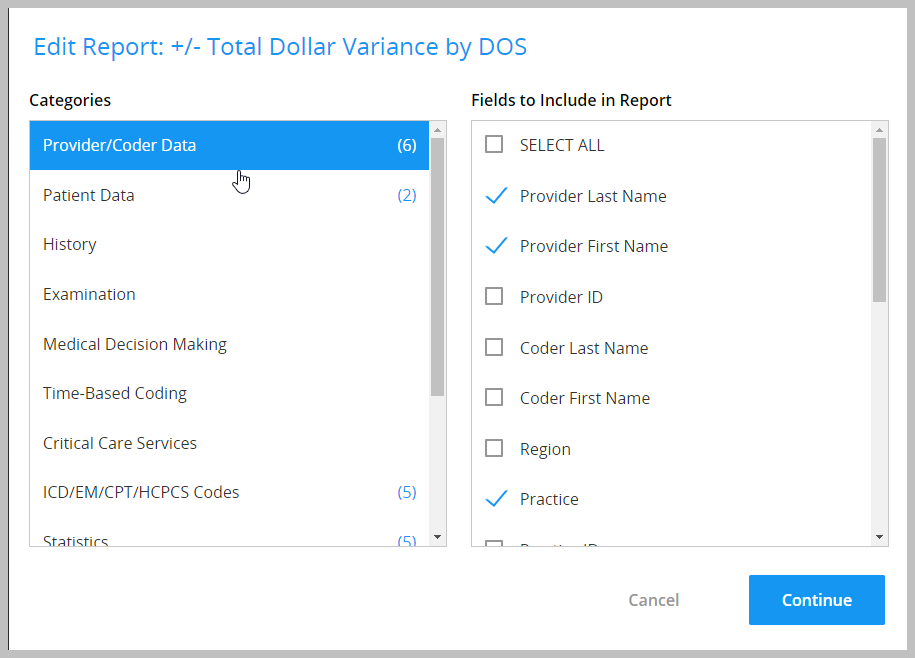 Edit Report: +/- Total Dollar Variance by DOS
Categories
Provider/Coder Data (6)
Patient Data (2)
History
Examination
Medical Decision Making
Time-Based Coding
Critical Care Services
ICD/EM/CPT/HCPCS Codes (5)
Statistics (5)
Fields to Include in Report
SELECT ALL
Provider Last Name
Provider First Name
Provider ID
Coder Last Name
Coder First Name
Region
Practice
Practice ID
Cancel
Continue